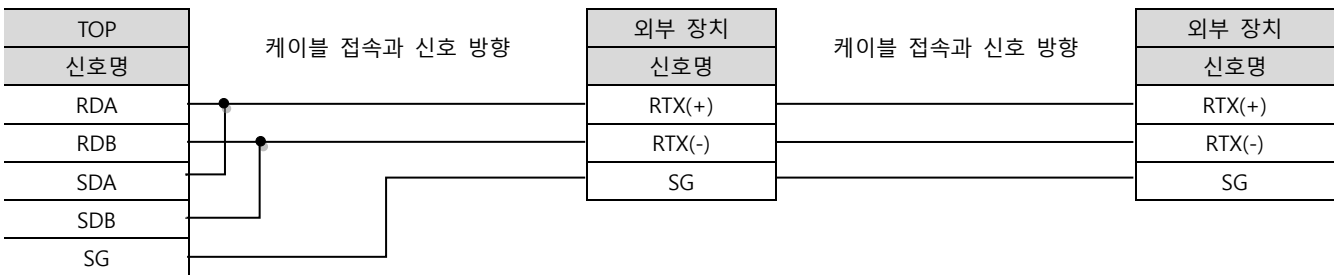 TOP 케이블 접속과 신호 방향 외부 장치 케이블 접속과 신호 방향 외부 장치
신호명 신호명 신호명
RDA RTX(+) RTX(+)
RDB RTX(-) RTX(-)
SDA SG SG
SDB
SG